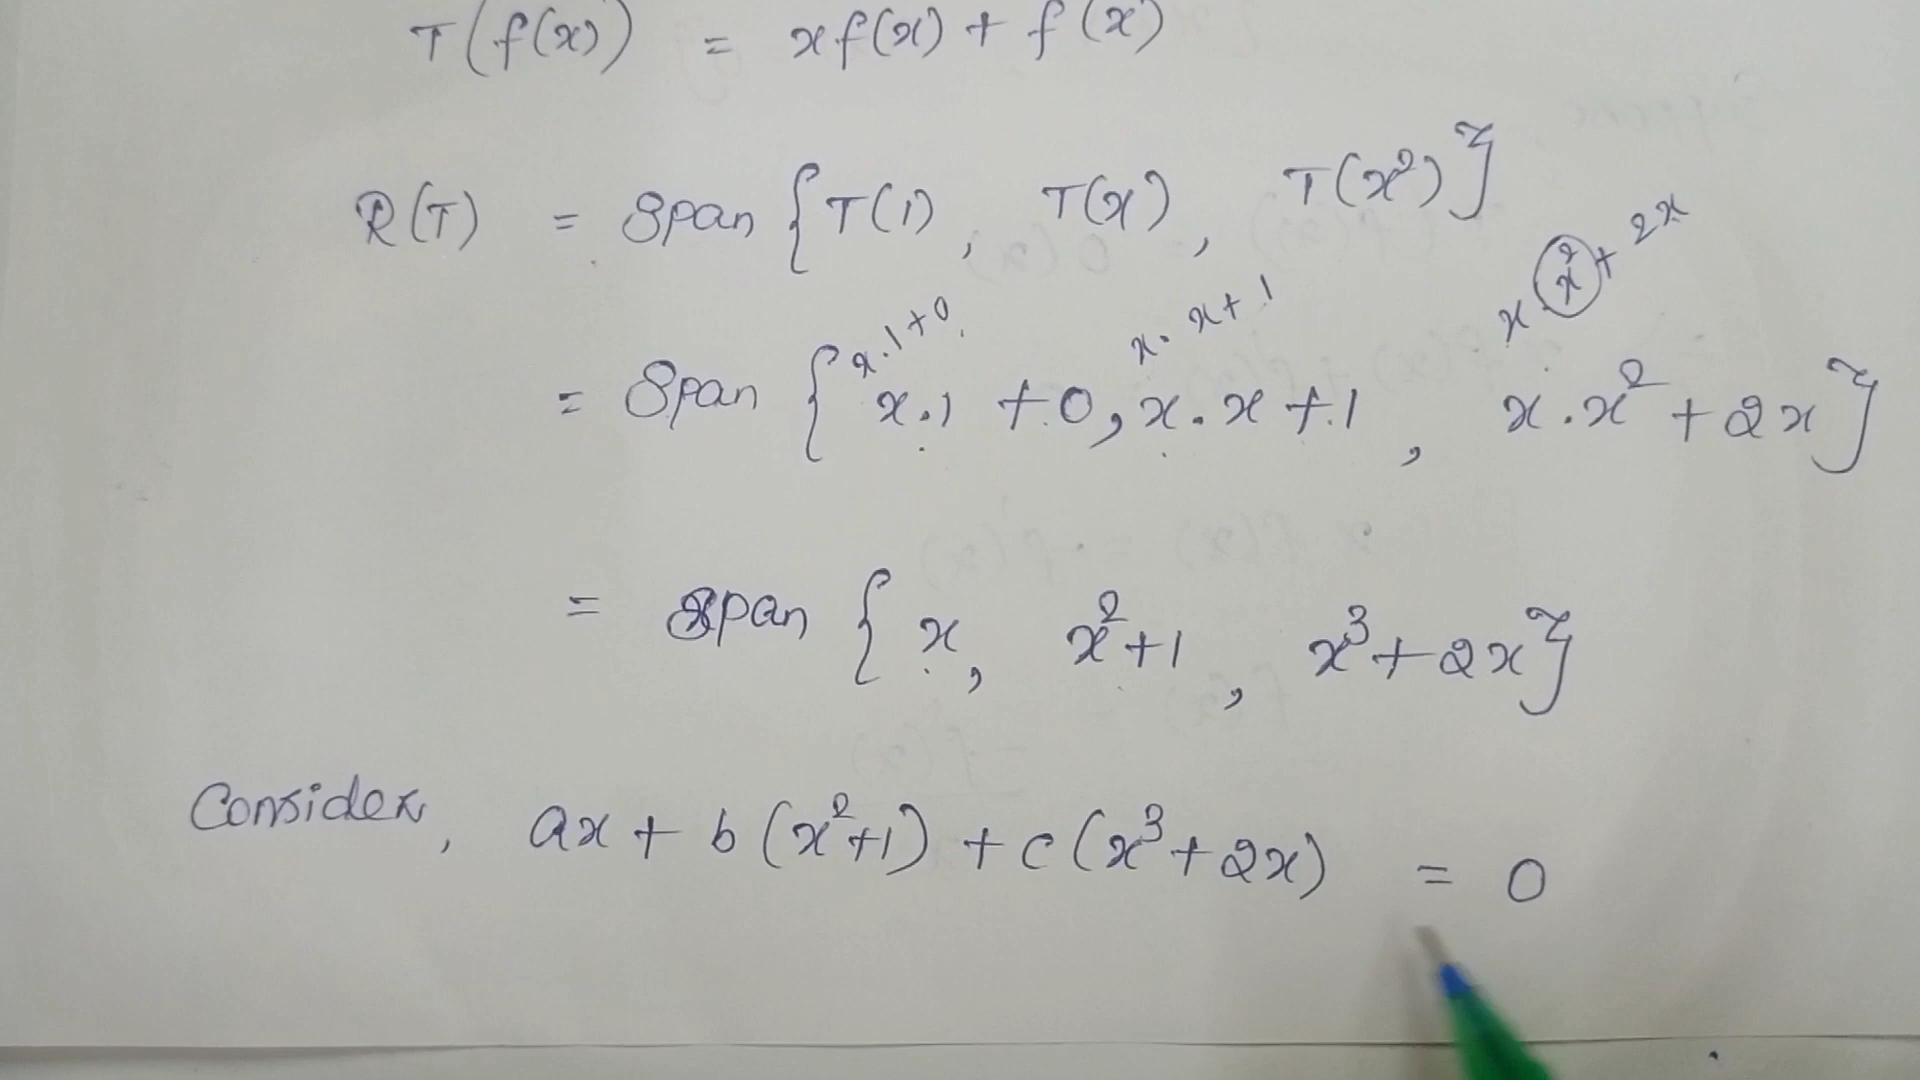 T(f(x)) = xf(x) + f(x)
R(T) = Span {T(1), T(x), T(x²)}
x.1+0, x. x+1 x x²+ 2x
= Span { x.1 +0, x. x +1, x.x² + 2x}
= span { x, x²+1, x³+2x}
Consider, ax + b(x²+1) + c(x³+2x) = 0